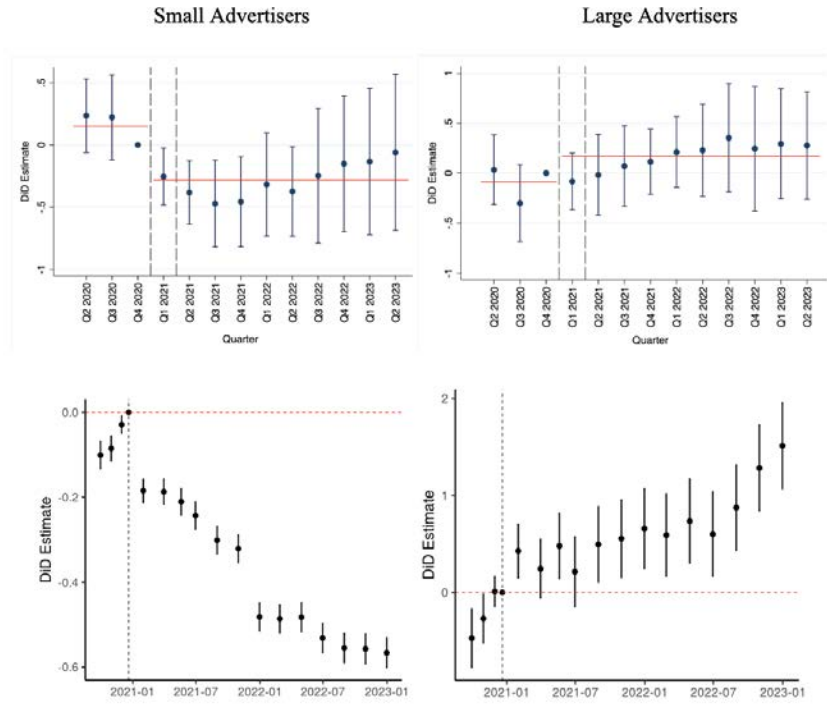 Small Advertisers
Large Advertisers
DiD Estimate
.5
0
-.5
-1
Q2 2020
Q3 2020
Q4 2020
Q1 2021
Q2 2021
Q3 2021
Q4 2021
Q1 2022
Q2 2022
Q3 2022
Q4 2022
Q1 2023
Q2 2023
Quarter
DiD Estimate
1
.5
0
-.5
-1
Q2 2020
Q3 2020
Q4 2020
Q1 2021
Q2 2021
Q3 2021
Q4 2021
Q1 2022
Q2 2022
Q3 2022
Q4 2022
Q1 2023
Q2 2023
Quarter
DiD Estimate
0.0
-0.2
-0.4
-0.6
2021-01
2021-07
2022-01
2022-07
2023-01
DiD Estimate
2
1
0
2021-01
2021-07
2022-01
2022-07
2023-01